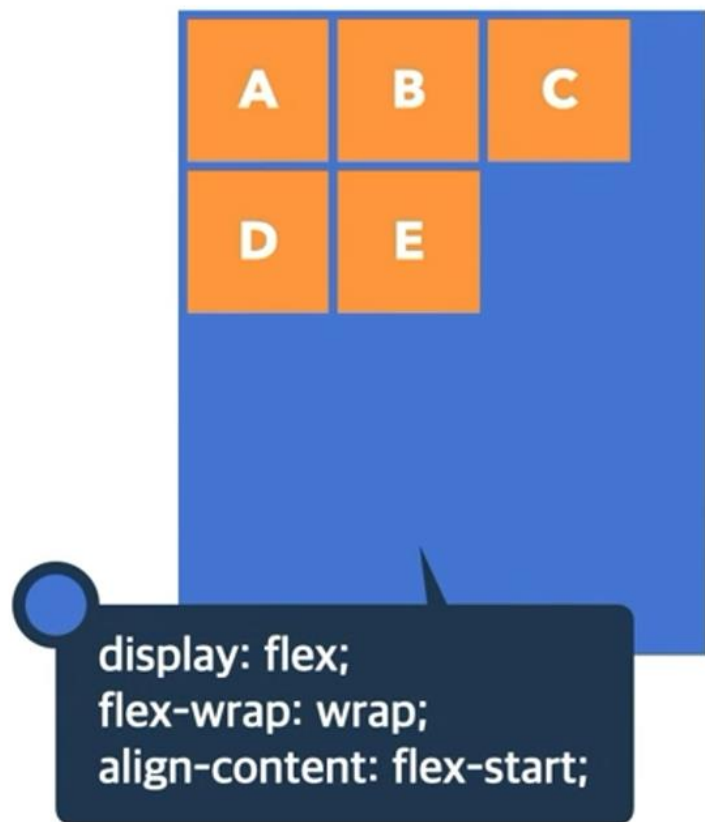 A B C
D E
display: flex;
flex-wrap: wrap;
align-content: flex-start;